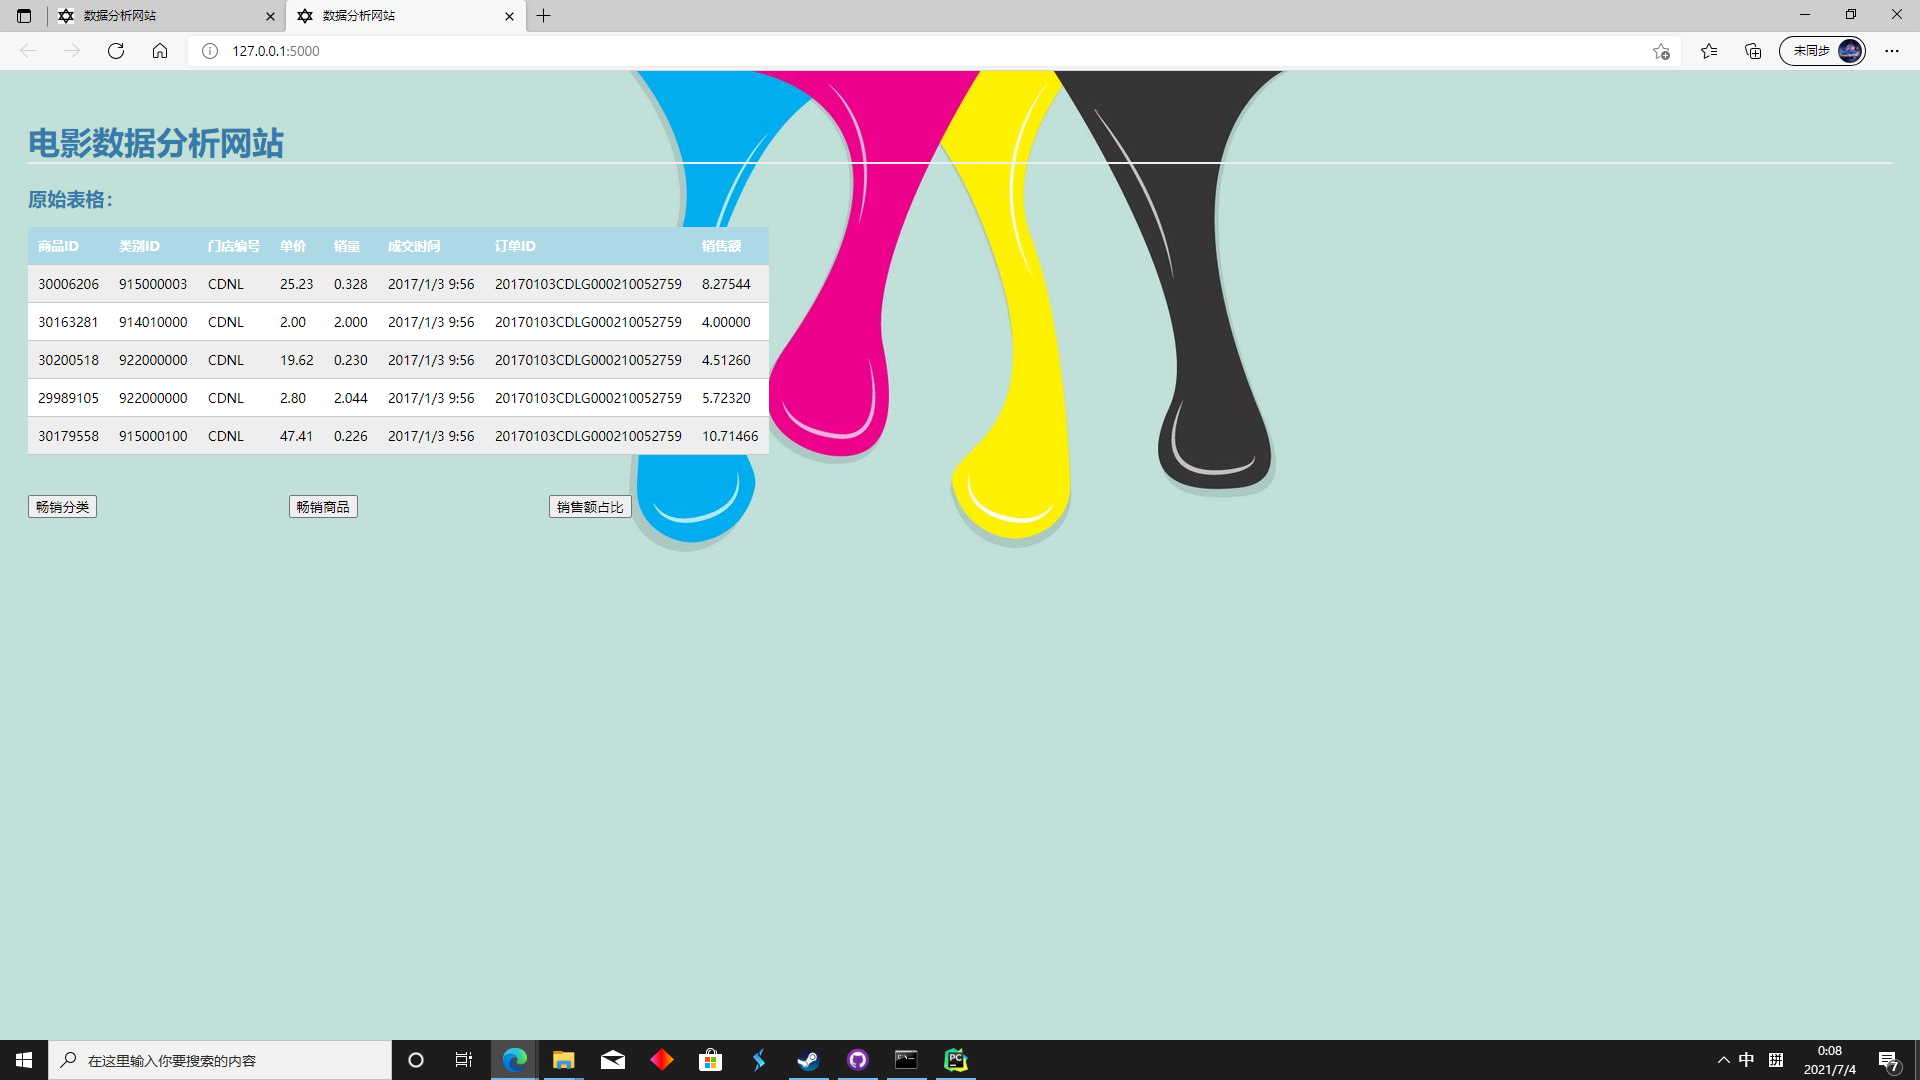 数据分析网站
数据分析网站
127.0.0.1:5000
未同步
电影数据分析网站
原始表格：
商品ID 类别ID 门店编号 单价 销量 成交时间 订单ID 销售额
30006206 915000003 CDNL 25.23 0.328 2017/1/3 9:56 20170103CDLG000210052759 8.27544
30163281 914010000 CDNL 2.00 2.000 2017/1/3 9:56 20170103CDLG000210052759 4.00000
30200518 922000000 CDNL 19.62 0.230 2017/1/3 9:56 20170103CDLG000210052759 4.51260
29989105 922000000 CDNL 2.80 2.044 2017/1/3 9:56 20170103CDLG000210052759 5.72320
30179558 915000100 CDNL 47.41 0.226 2017/1/3 9:56 20170103CDLG000210052759 10.71466
畅销分类 畅销商品 销售额占比
在这里输入你要搜索的内容
PC
中
拼
0:08
2021/7/4
7